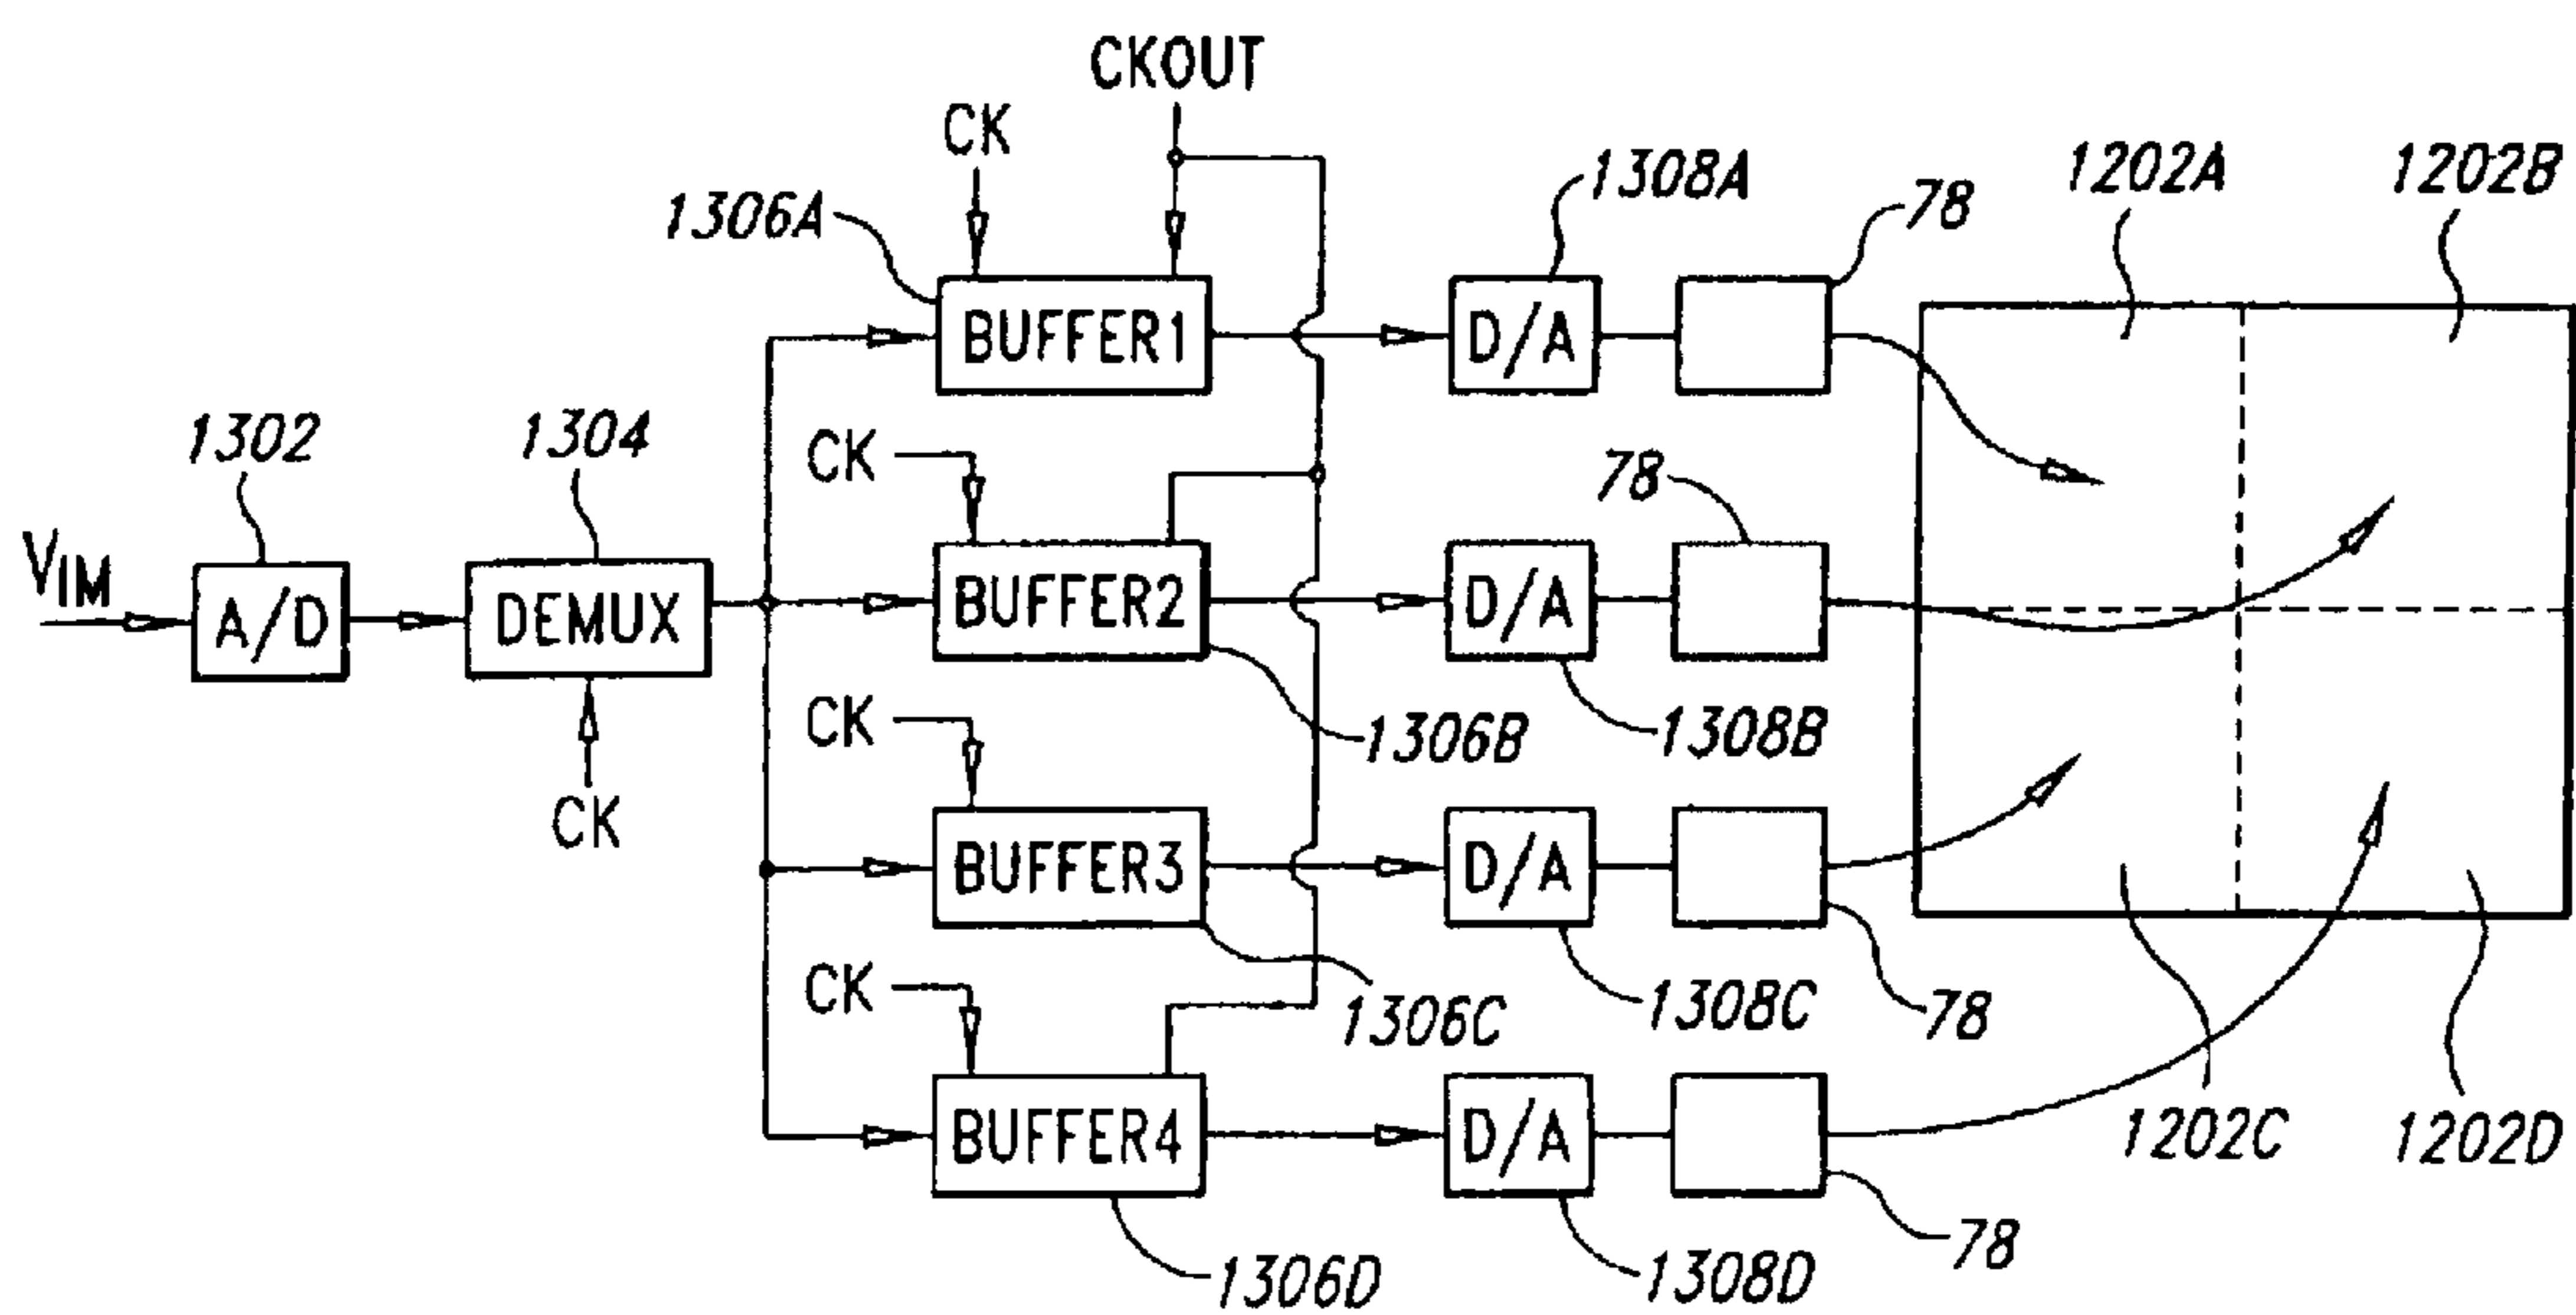 CKOUT
CK
1306A
1308A
78
1202A
1202B
BUFFER1
D/A
1302
1304
CK
78
VIM
A/D
DEMUX
BUFFER2
D/A
CK
1306B
1308B
CK
BUFFER3
D/A
CK
1306C
1308C
78
BUFFER4
D/A
1202C
1202D
1306D
1308D
78